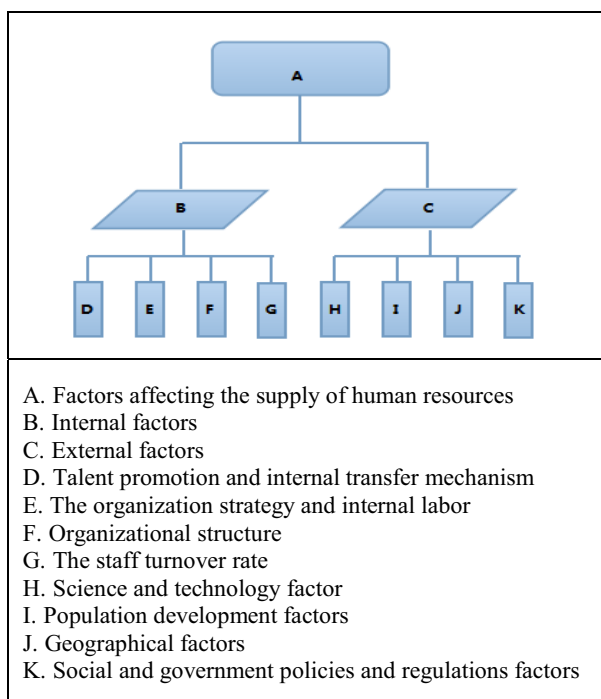 A
B
C
D
E
F
G
H
I
J
K
A. Factors affecting the supply of human resources
B. Internal factors
C. External factors
D. Talent promotion and internal transfer mechanism
E. The organization strategy and internal labor
F. Organizational structure
G. The staff turnover rate
H. Science and technology factor
I. Population development factors
J. Geographical factors
K. Social and government policies and regulations factors